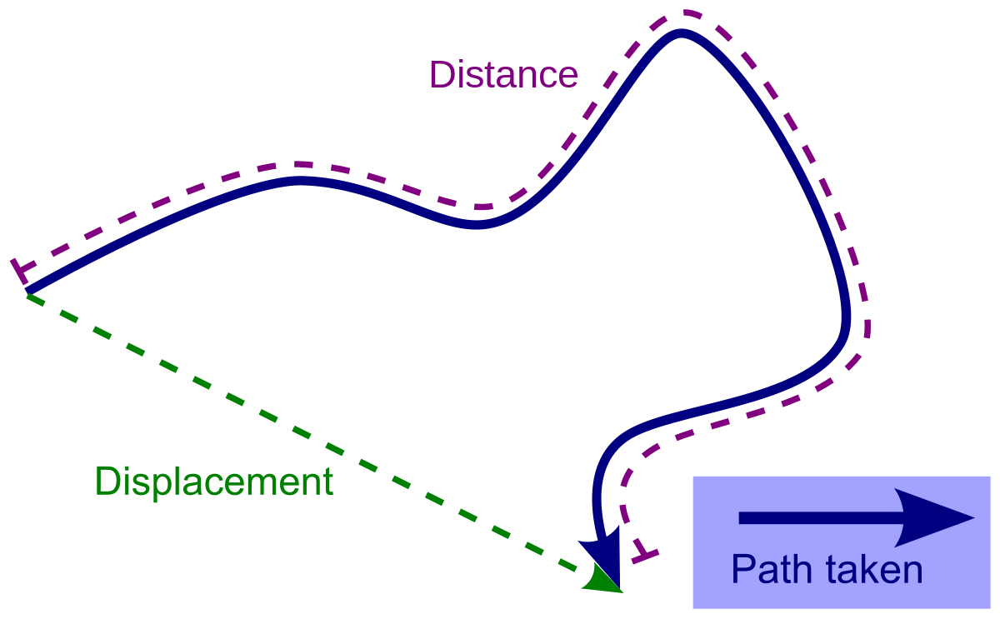 Distance
Displacement
Path taken